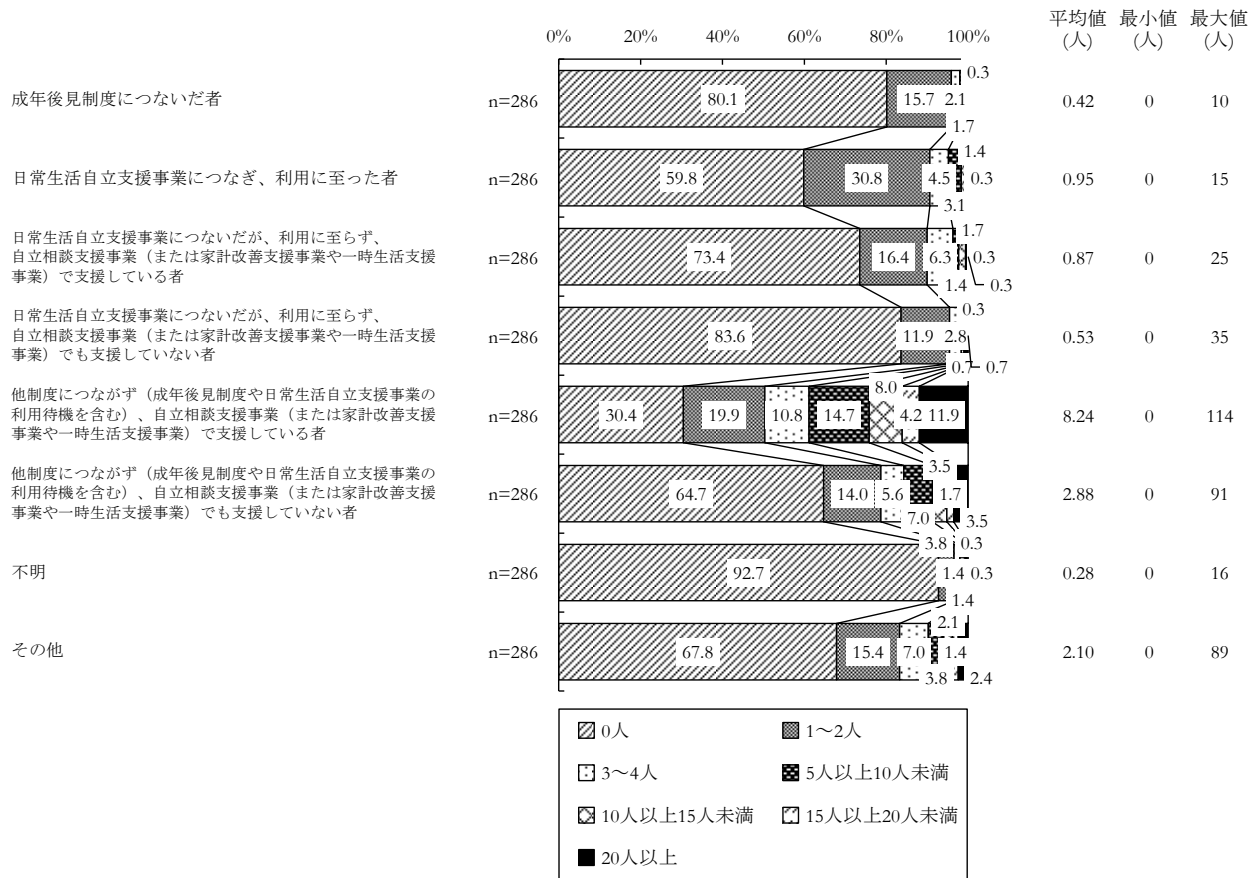 平均値 最小値 最大値
(人) (人) (人)
0% 20% 40% 60% 80% 100%
成年後見制度につないだ者 n=286 80.1 15.7 2.1 1.7 0.3 0.42 0 10
日常生活自立支援事業につなぎ、利用に至った者 n=286 59.8 30.8 4.5 3.1 1.4 0.3 0.95 0 15
日常生活自立支援事業につないだが、利用に至らず、
自立相談支援事業（または家計改善支援事業や一時生活支援
事業）で支援している者
n=286 73.4 16.4 6.3 1.4 1.7 0.3 0.3 0.87 0 25
日常生活自立支援事業につないだが、利用に至らず、
自立相談支援事業（または家計改善支援事業や一時生活支援
事業）でも支援していない者
n=286 83.6 11.9 2.8 0.3 0.7 0.7 0.53 0 35
他制度につながず（成年後見制度や日常生活自立支援事業の
利用待機を含む）、自立相談支援事業（または家計改善支援
事業や一時生活支援事業）で支援している者
n=286 30.4 19.9 10.8 14.7 8.0 4.2 11.9 8.24 0 114
他制度につながず（成年後見制度や日常生活自立支援事業の
利用待機を含む）、自立相談支援事業（または家計改善支援
事業や一時生活支援事業）でも支援していない者
n=286 64.7 14.0 5.6 7.0 3.5 1.7 3.5 2.88 0 91
不明 n=286 92.7 3.8 1.4 1.4 0.3 0.3 0.28 0 16
その他 n=286 67.8 15.4 7.0 3.8 2.1 1.4 2.4 2.10 0 89
0人 1～2人
3～4人 5人以上10人未満
10人以上15人未満 15人以上20人未満
20人以上